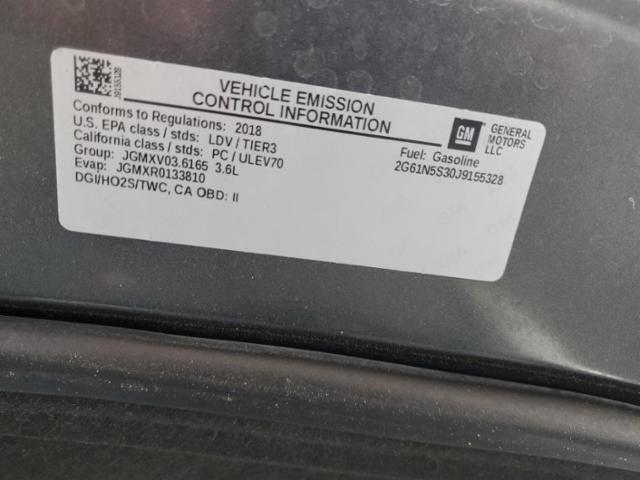 J9155328
VEHICLE EMISSION
CONTROL INFORMATION
Conforms to Regulations: 2018
U.S. EPA class / stds: LDV / TIER3
California class / stds: PC / ULEV70
Group: JGMXV03.6165 3.6L
Evap: JGMXR0133810
DGI/HO2S/TWC, CA OBD: II
GM
GENERAL
MOTORS
LLC
Fuel: Gasoline
2G61N5S30J9155328